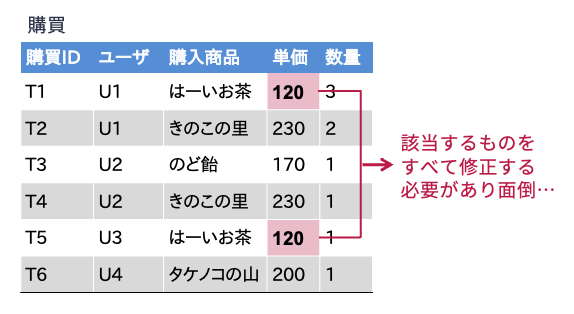 購買
購買ID ユーザ 購入商品 単価 数量
T1 U1 はーいお茶 120 3
T2 U1 きのこの里 230 2
T3 U2 のど飴 170 1
T4 U2 きのこの里 230 1
T5 U3 はーいお茶 120 1
T6 U4 タケノコの山 200 1
該当するものを
すべて修正する
必要があり面倒…